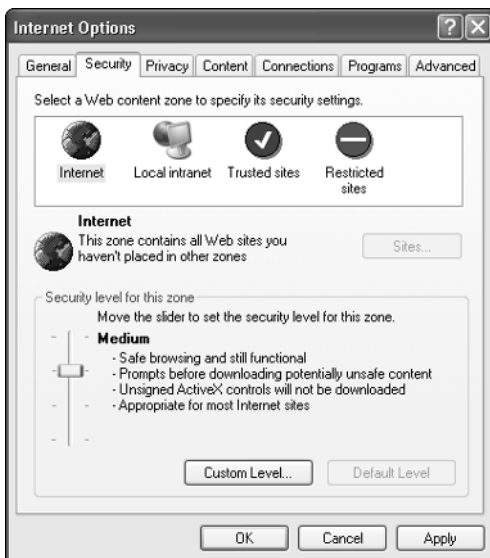 Internet Options
General Security Privacy Content Connections Programs Advanced
Select a Web content zone to specify its security settings.
Internet Local intranet Trusted sites Restricted
sites
Internet
This zone contains all Web sites you
haven't placed in other zones
Sites...
Security level for this zone
Move the slider to set the security level for this zone.
Medium
- Safe browsing and still functional
- Prompts before downloading potentially unsafe content
- Unsigned ActiveX controls will not be downloaded
- Appropriate for most Internet sites
Custom Level... Default Level
OK Cancel Apply